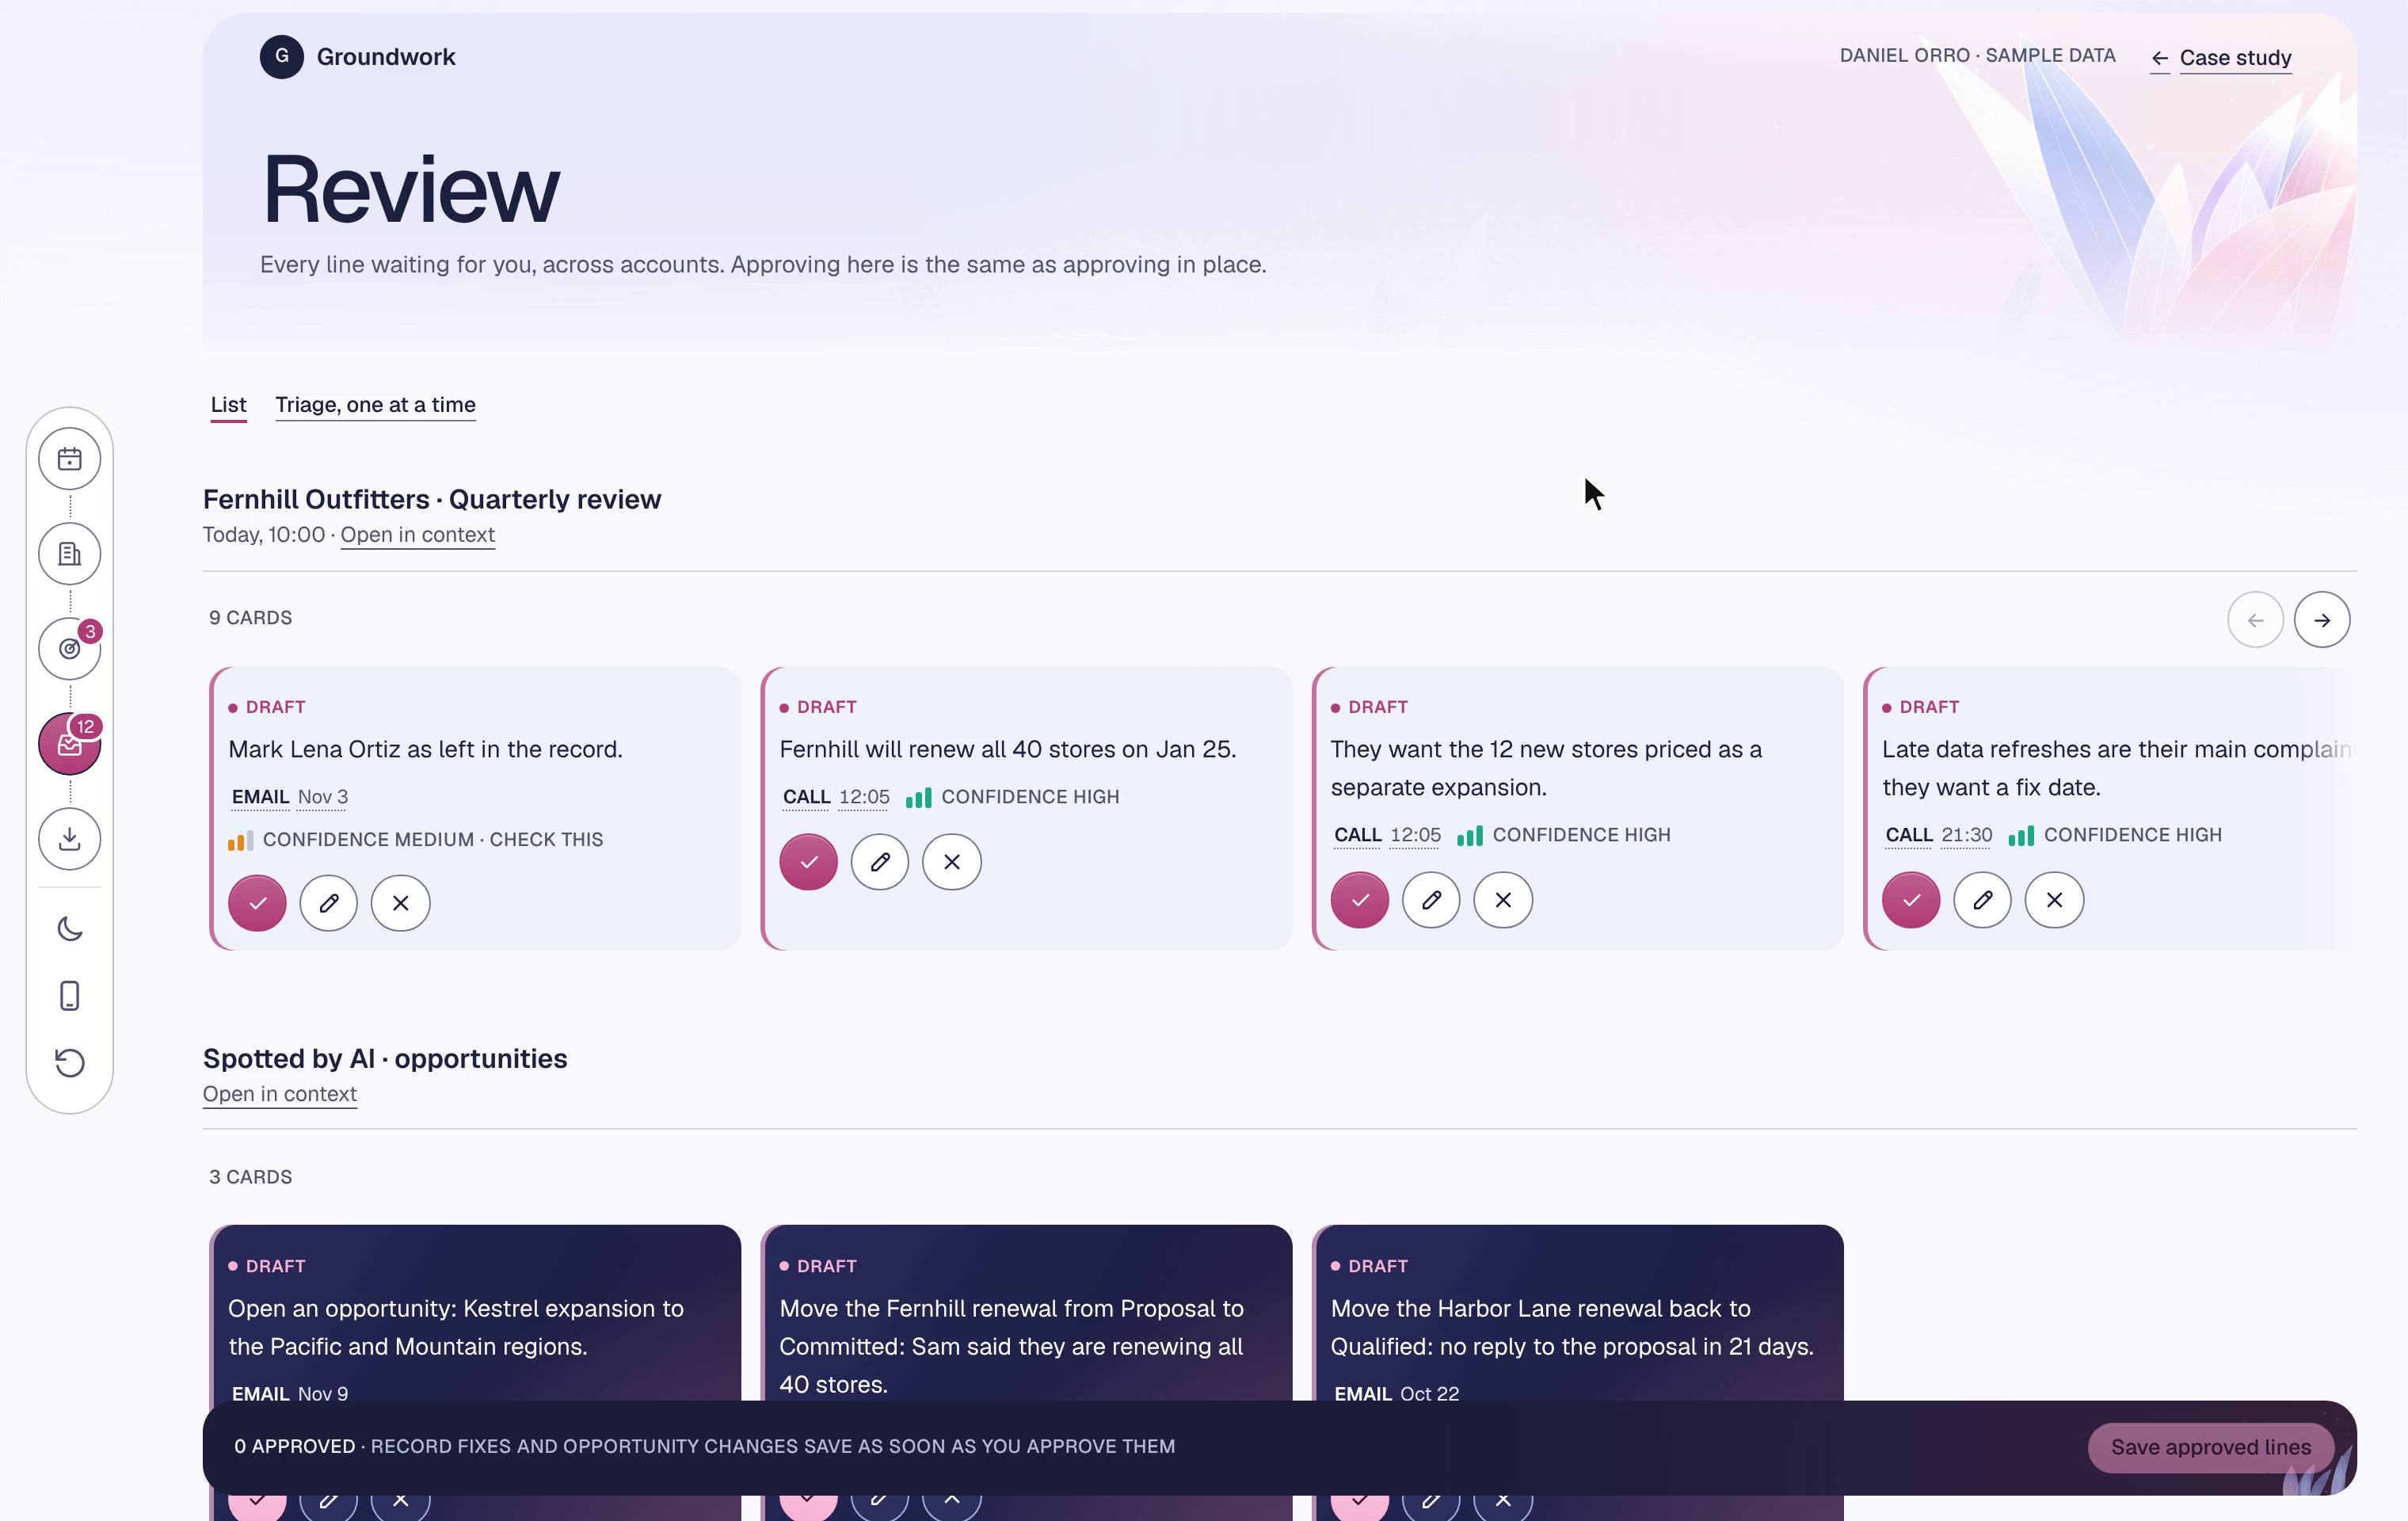 G Groundwork
DANIEL ORRO · SAMPLE DATA
← Case study
Review
Every line waiting for you, across accounts. Approving here is the same as approving in place.
List
Triage, one at a time
3
12
Fernhill Outfitters · Quarterly review
Today, 10:00 · Open in context
9 CARDS
DRAFT
Mark Lena Ortiz as left in the record.
EMAIL Nov 3
CONFIDENCE MEDIUM · CHECK THIS
DRAFT
Fernhill will renew all 40 stores on Jan 25.
CALL 12:05 CONFIDENCE HIGH
DRAFT
They want the 12 new stores priced as a
separate expansion.
CALL 12:05 CONFIDENCE HIGH
DRAFT
Late data refreshes are their main complain
they want a fix date.
CALL 21:30 CONFIDENCE HIGH
Spotted by AI · opportunities
Open in context
3 CARDS
DRAFT
Open an opportunity: Kestrel expansion to
the Pacific and Mountain regions.
EMAIL Nov 9
DRAFT
Move the Fernhill renewal from Proposal to
Committed: Sam said they are renewing all
40 stores.
DRAFT
Move the Harbor Lane renewal back to
Qualified: no reply to the proposal in 21 days.
EMAIL Oct 22
0 APPROVED · RECORD FIXES AND OPPORTUNITY CHANGES SAVE AS SOON AS YOU APPROVE THEM
Save approved lines